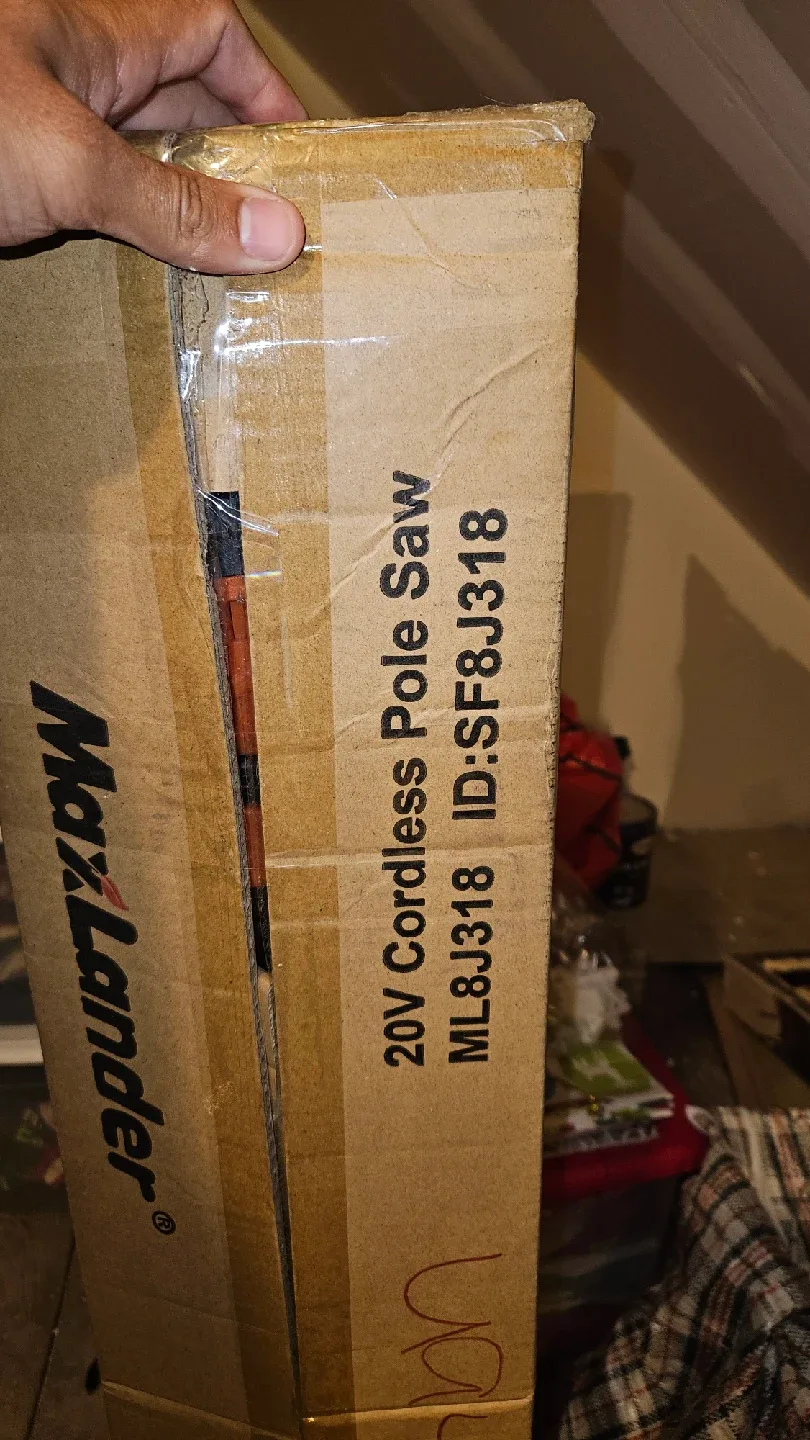 MaxLander®
20V Cordless Pole Saw
ML8J318 ID:SF8J318